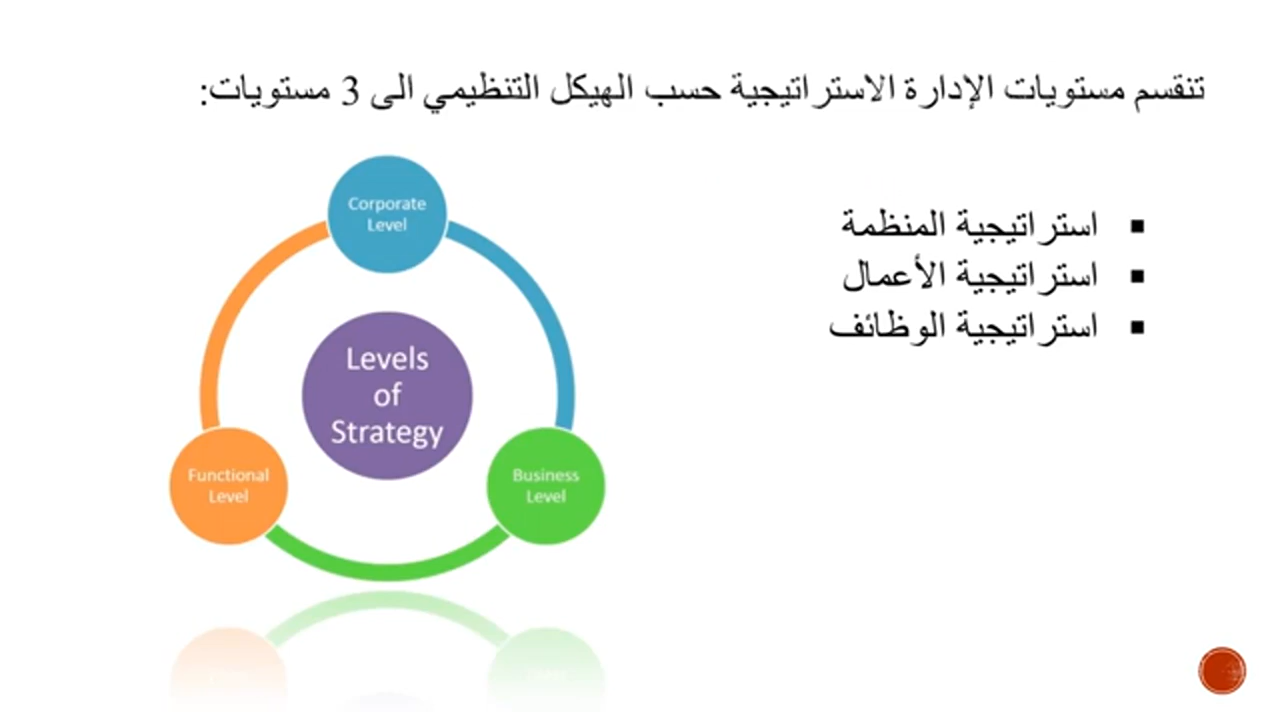 تنقسم مستويات الإدارة الاستراتيجية حسب الهيكل التنظيمي الى 3 مستويات:
استراتيجية المنظمة
استراتيجية الأعمال
استراتيجية الوظائف
Corporate
Level
Levels
of
Strategy
Functional
Level
Business
Level